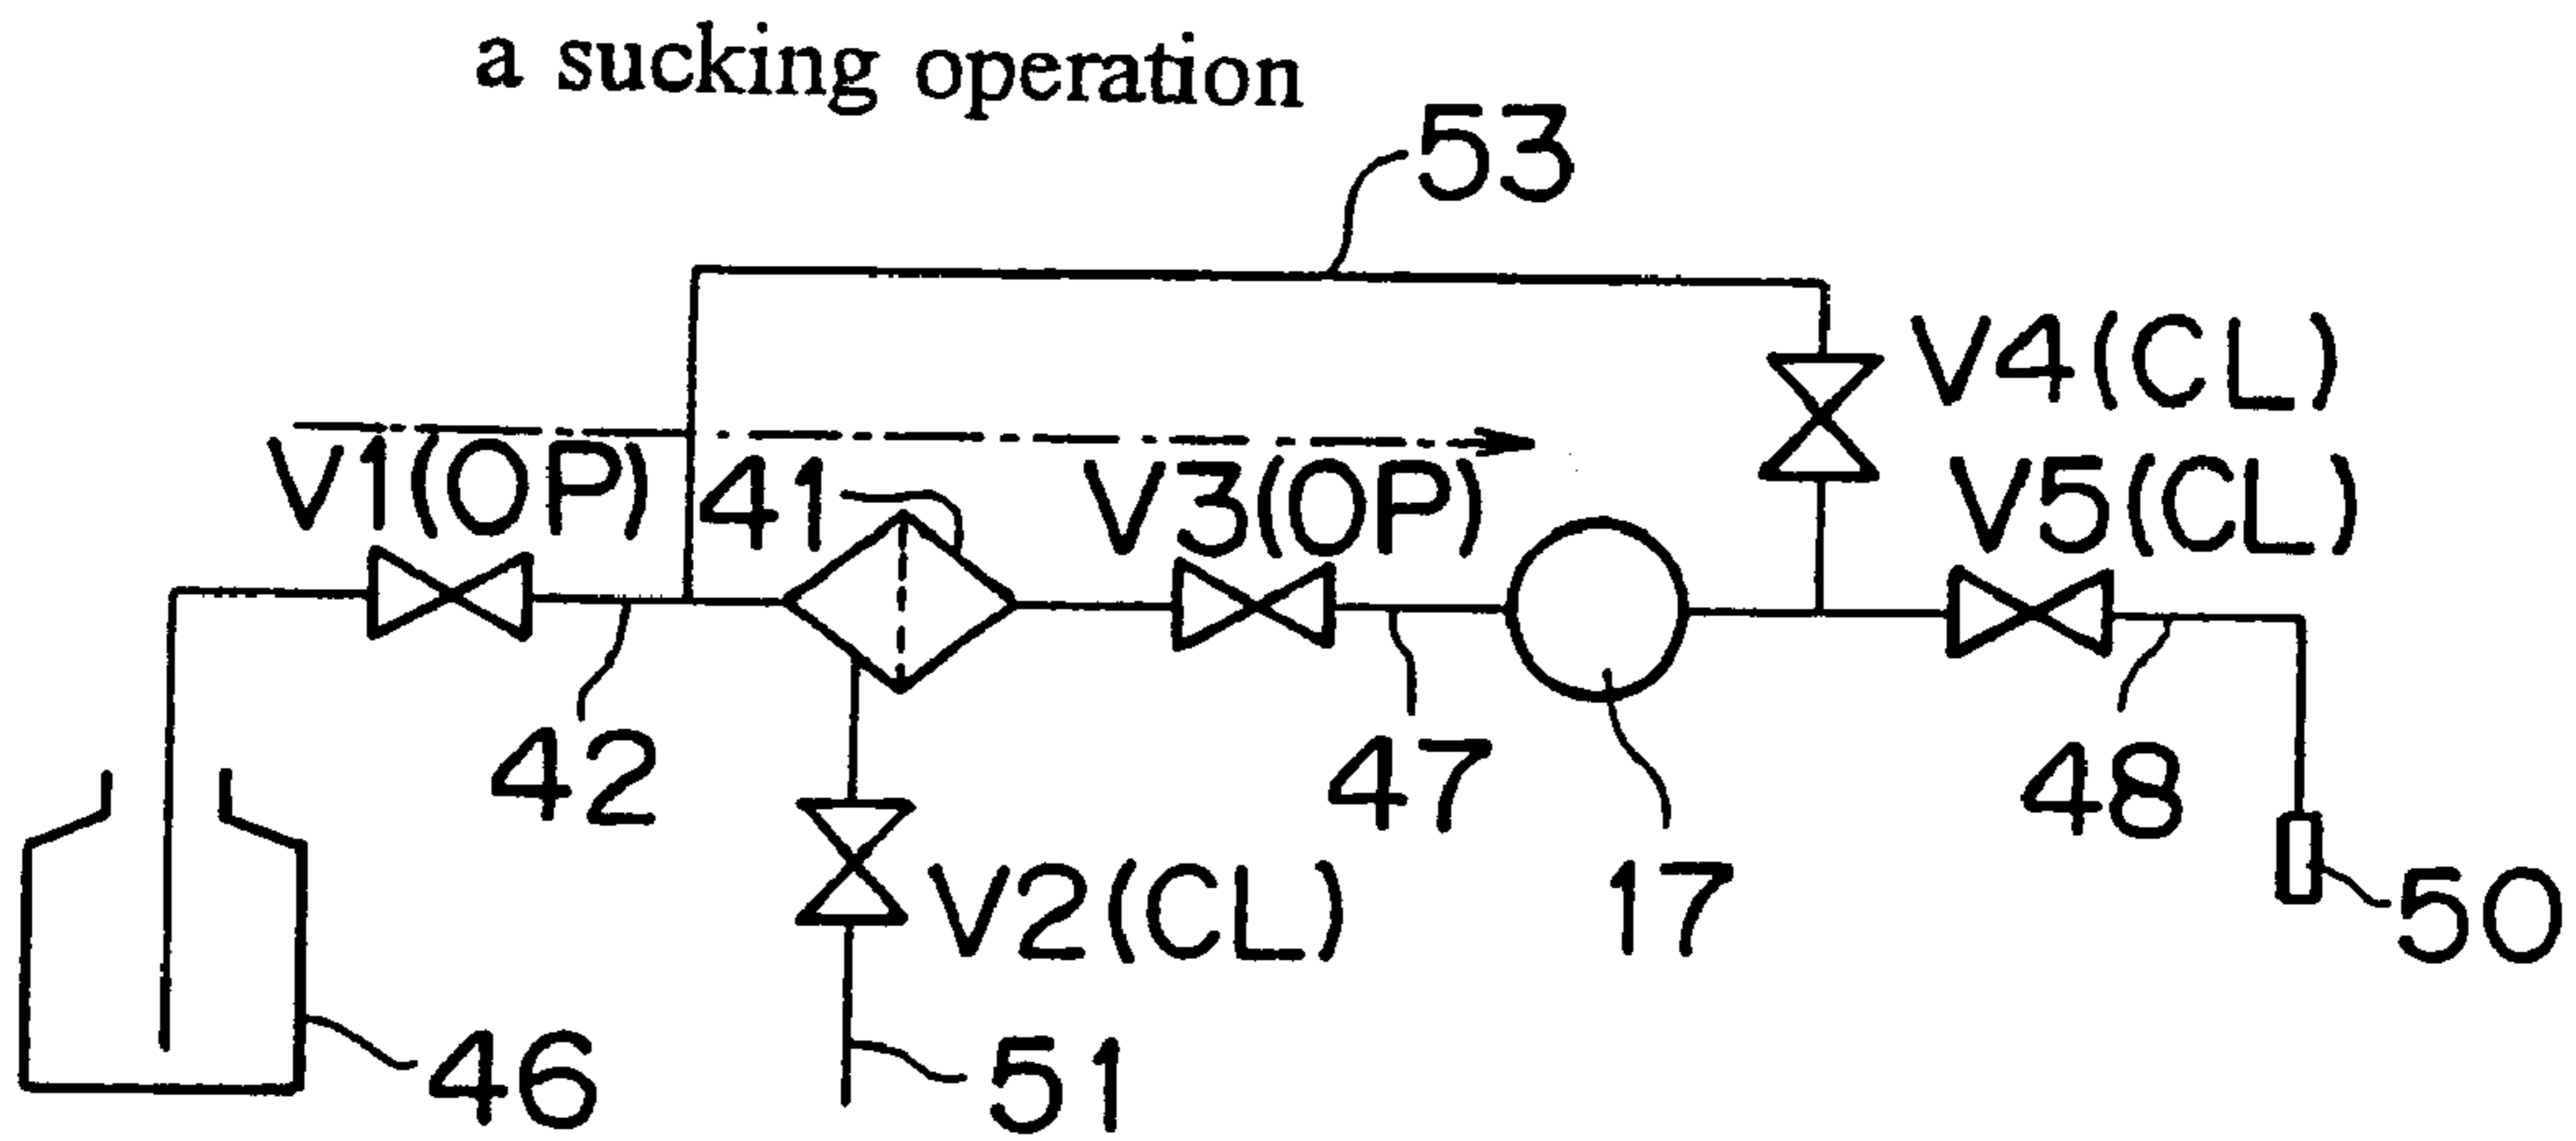 a sucking operation
53
V4(CL)
V1(OP)
41
V3(OP)
V5(CL)
42
47
48
V2(CL)
17
50
46
51